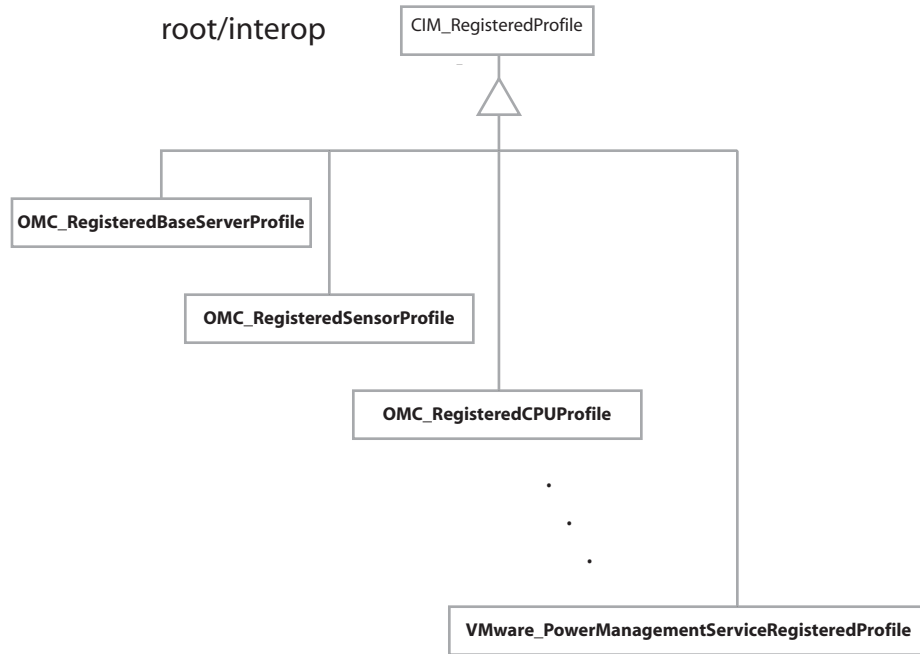 root/interop
CIM_RegisteredProfile
OMC_RegisteredBaseServerProfile
OMC_RegisteredSensorProfile
OMC_RegisteredCPUProfile
.
.
.
VMware_PowerManagementServiceRegisteredProfile